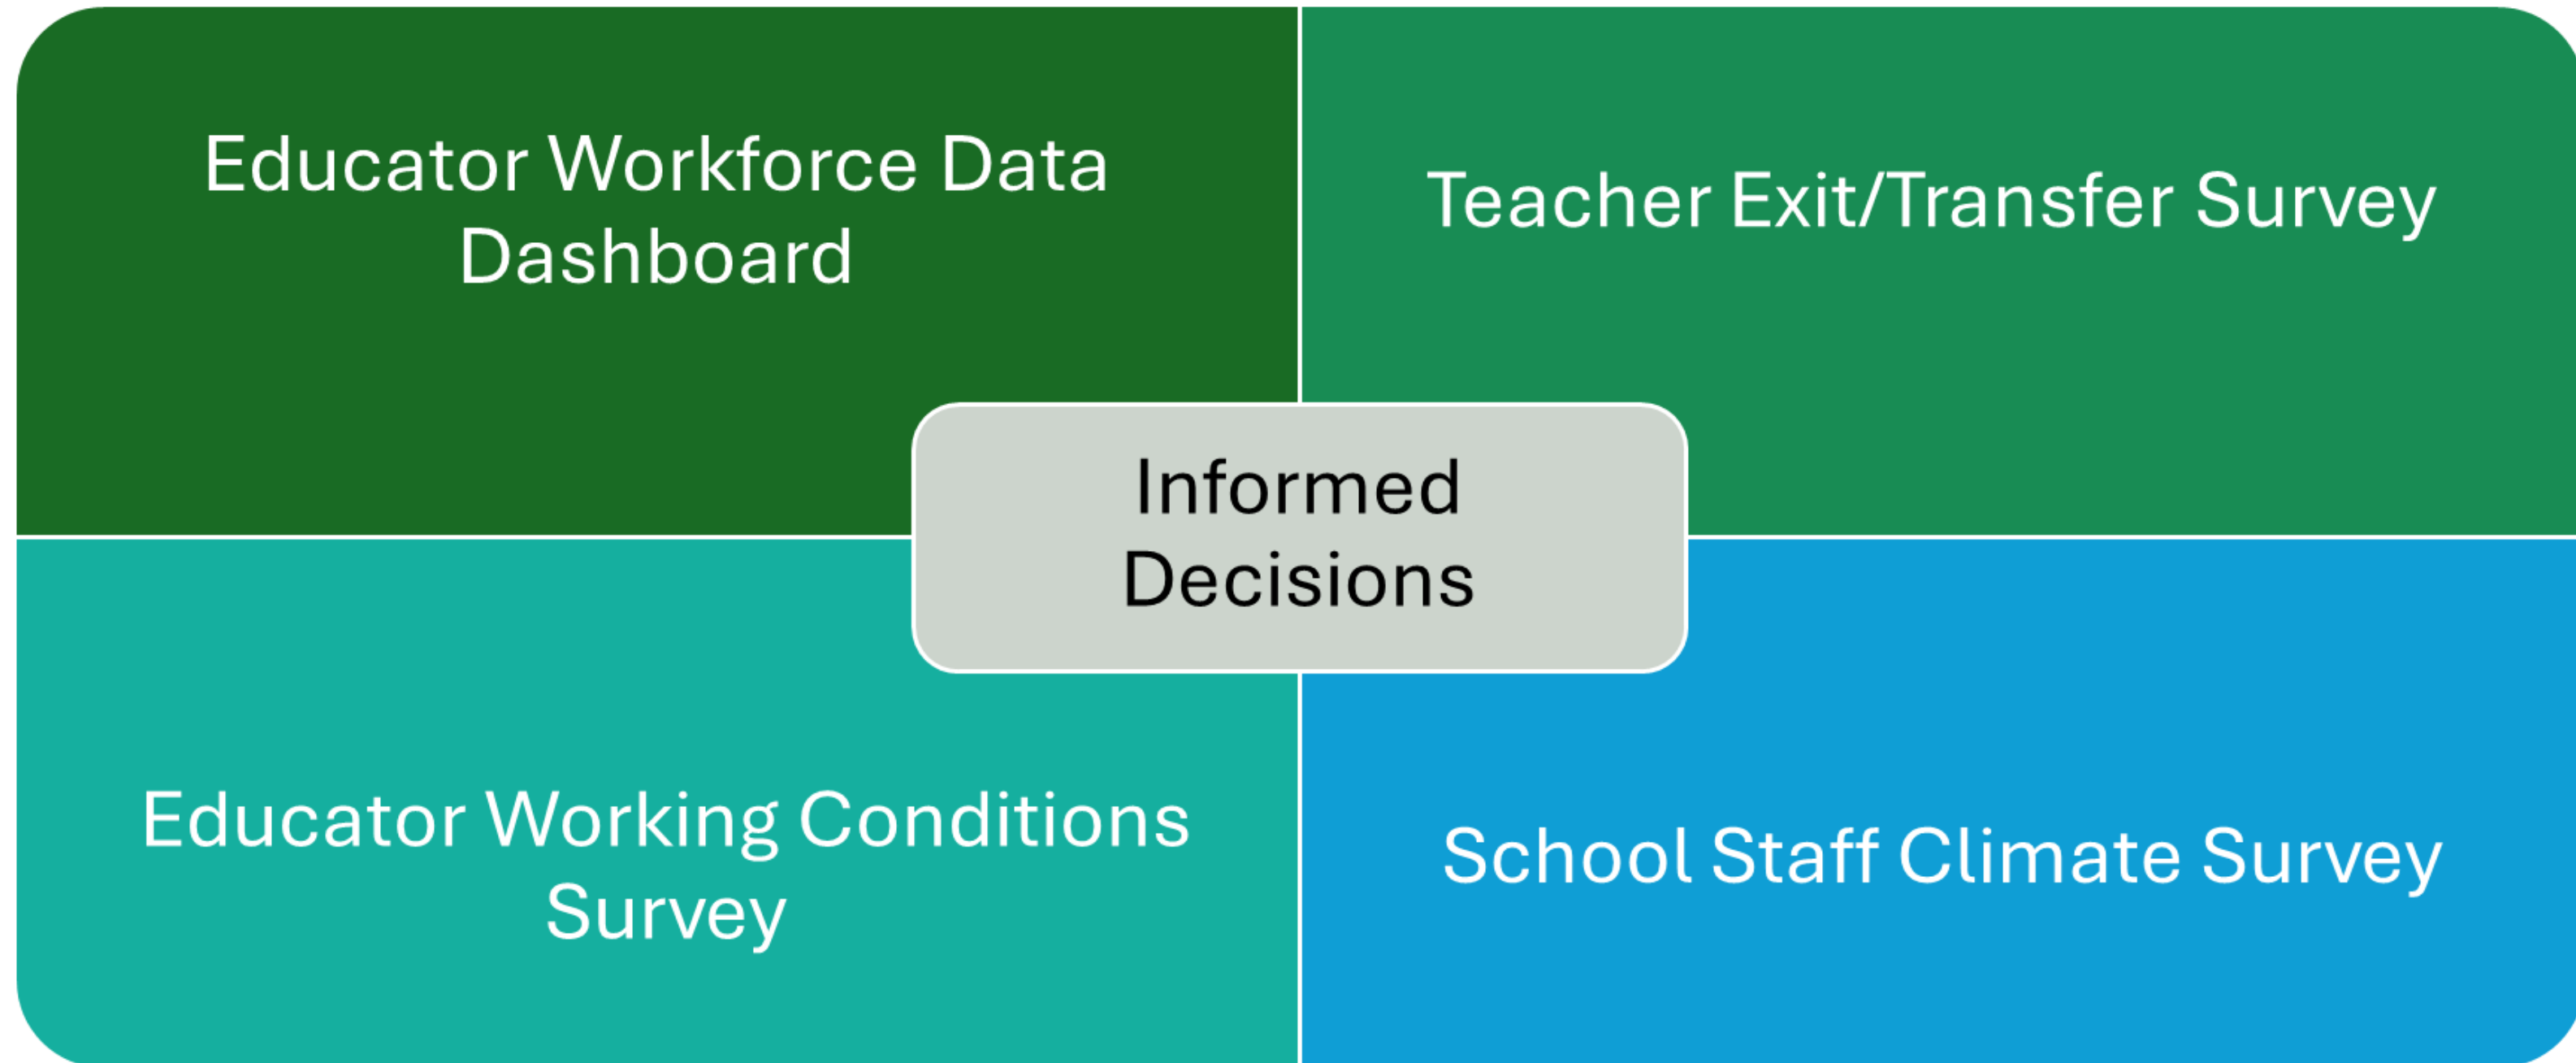 Educator Workforce Data
Dashboard
Teacher Exit/Transfer Survey
Informed
Decisions
Educator Working Conditions
Survey
School Staff Climate Survey